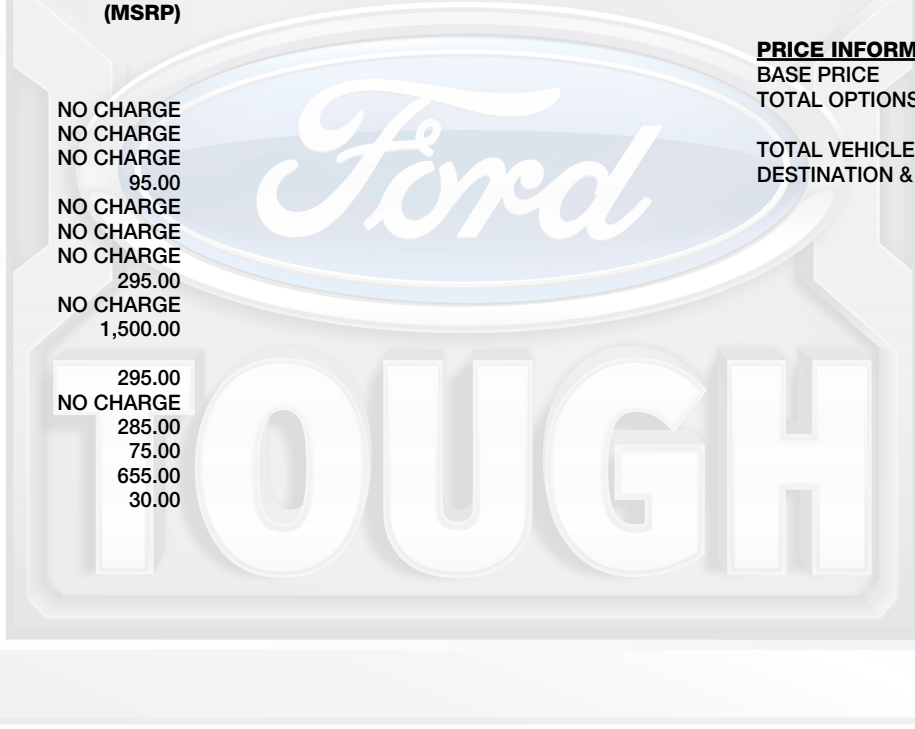 (MSRP)
NO CHARGE
NO CHARGE
NO CHARGE
95.00
NO CHARGE
NO CHARGE
NO CHARGE
295.00
NO CHARGE
1,500.00
295.00
NO CHARGE
285.00
75.00
655.00
30.00
PRICE INFORM
BASE PRICE
TOTAL OPTIONS
TOTAL VEHICLE
DESTINATION &
Ford
TOUGH